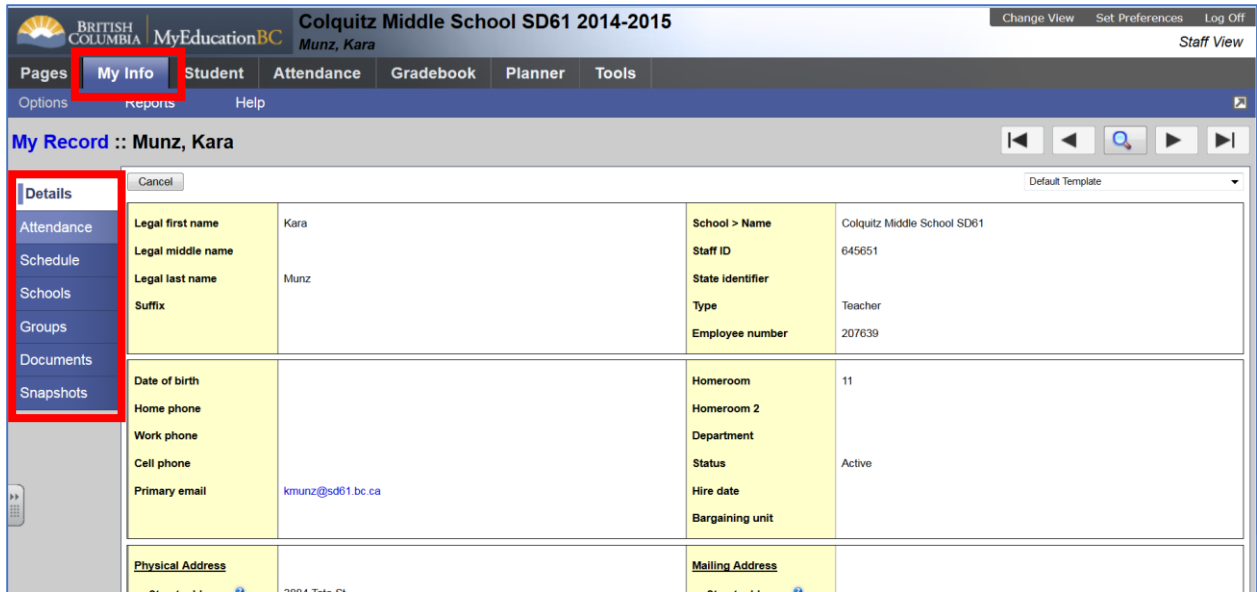 BRITISH COLUMBIA MyEducationBC
Colquitz Middle School SD61 2014-2015
Munz, Kara
Change View Set Preferences Log Off
Staff View
Pages My Info Student Attendance Gradebook Planner Tools
Options Reports Help
My Record :: Munz, Kara
Details
Attendance
Schedule
Schools
Groups
Documents
Snapshots
Cancel Default Template
Legal first name Kara School > Name Colquitz Middle School SD61
Legal middle name Staff ID 645651
Legal last name Munz State identifier
Suffix Type Teacher
Employee number 207639
Date of birth Homeroom 11
Home phone Homeroom 2
Work phone Department
Cell phone Status Active
Primary email kmunz@sd61.bc.ca Hire date
Bargaining unit
Physical Address Mailing Address